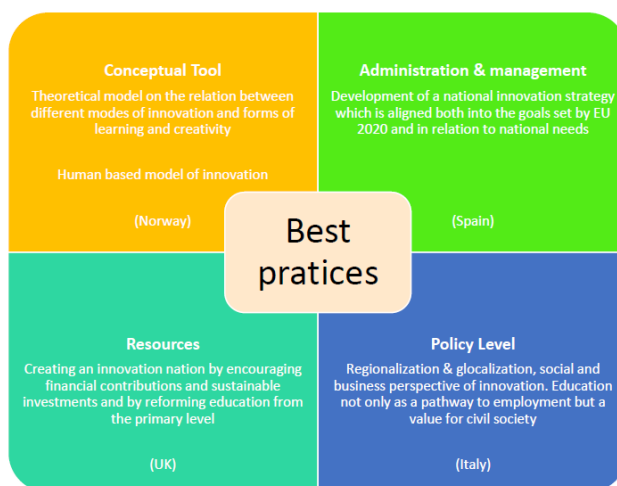 Conceptual Tool
Theoretical model on the relation between
different modes of innovation and forms of
learning and creativity
Human based model of innovation
(Norway)
Administration & management
Development of a national innovation strategy
which is aligned both into the goals set by EU
2020 and in relation to national needs
(Spain)
Best
pratices
Resources
Creating an innovation nation by encouraging
financial contributions and sustainable
investments and by reforming education from
the primary level
(UK)
Policy Level
Regionalization & glocalization, social and
business perspective of innovation. Education
not only as a pathway to employment but a
value for civil society
(Italy)